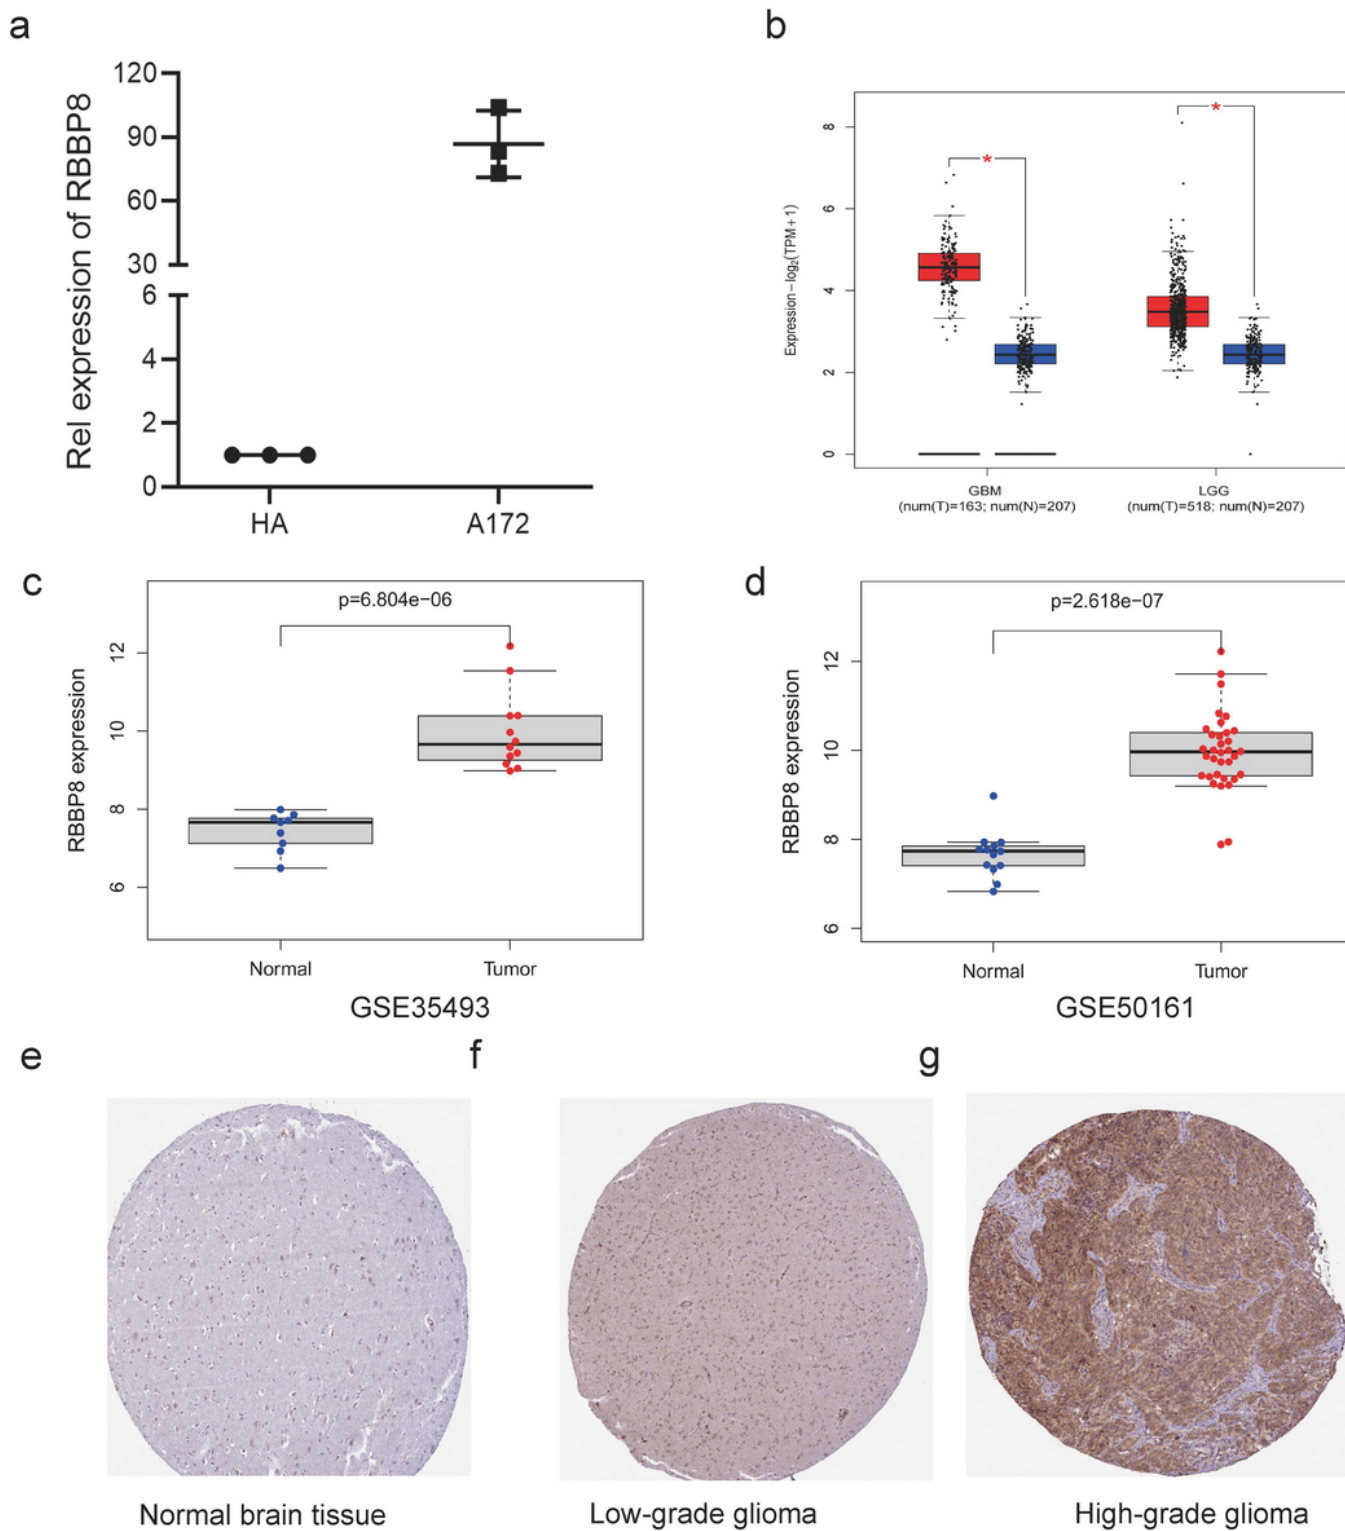 a
Rel expression of RBBP8
120
90
60
30
6
4
2
0
HA
A172
b
Expression − log2(TPM + 1)
8
6
4
2
0
*
*
GBM
(num(T)=163; num(N)=207)
LGG
(num(T)=518; num(N)=207)
c
p=6.804e−06
RBBP8 expression
12
10
8
6
Normal
Tumor
GSE35493
d
p=2.618e−07
RBBP8 expression
12
10
8
6
Normal
Tumor
GSE50161
e
Normal brain tissue
f
Low-grade glioma
g
High-grade glioma